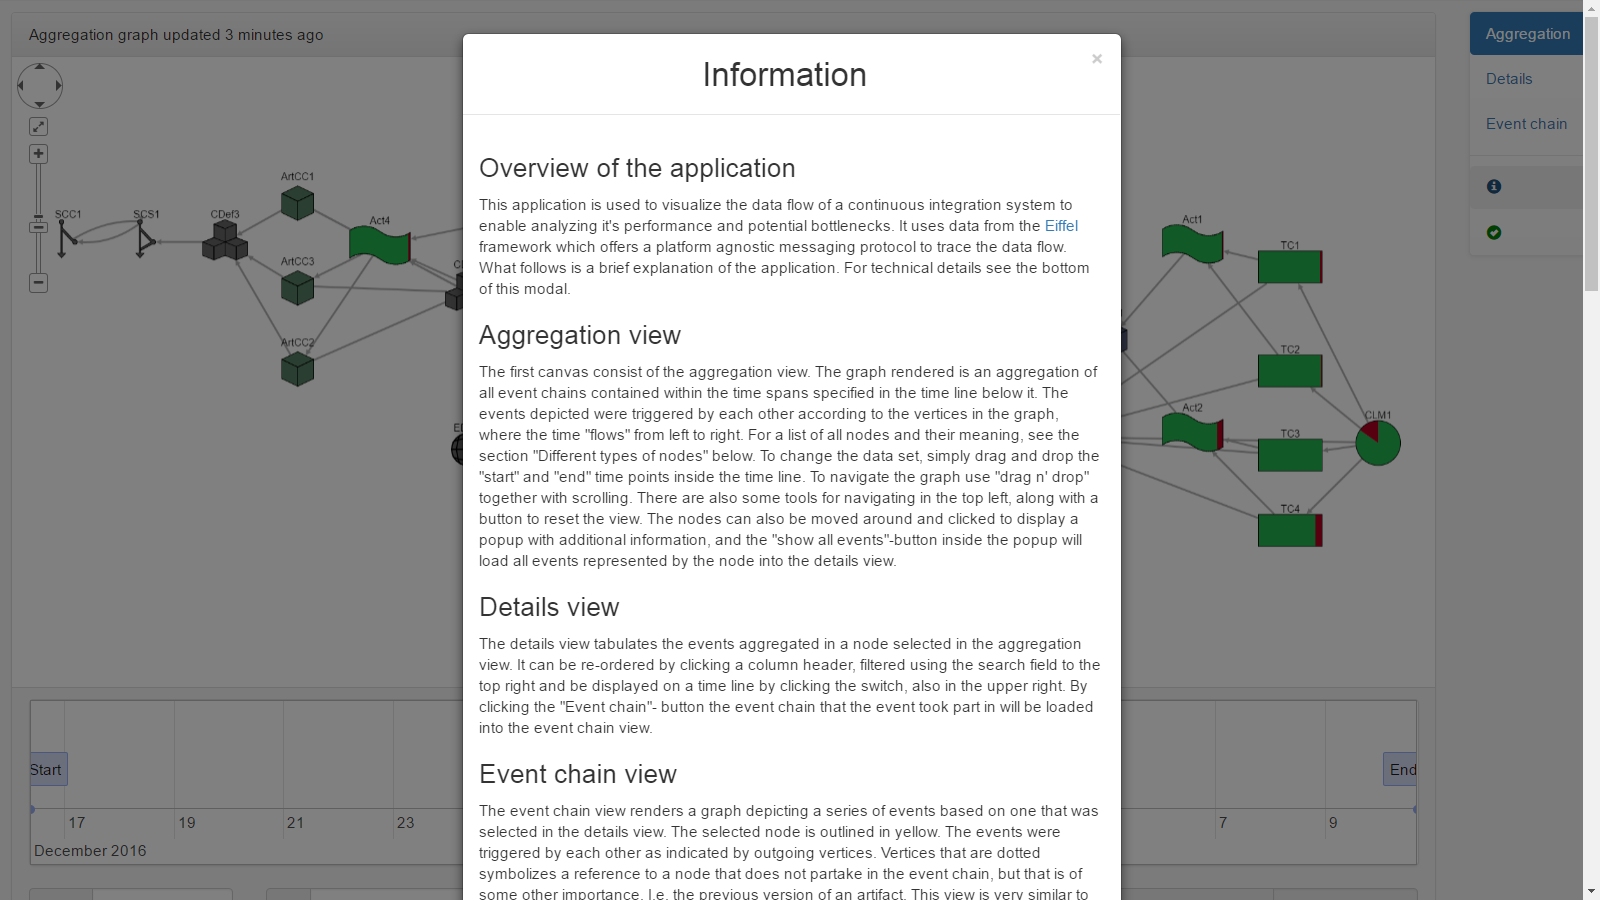 Aggregation graph updated 3 minutes ago
Aggregation
Details
Event chain
SCC1
SCS1
CDef3
ArtCC1
ArtCC3
ArtCC2
Act4
Act1
TC1
TC2
Act2
TC3
TC4
CLM1
Start
End
17
19
21
23
7
9
December 2016
×
Information
Overview of the application
This application is used to visualize the data flow of a continuous integration system to
enable analyzing it's performance and potential bottlenecks. It uses data from the Eiffel
framework which offers a platform agnostic messaging protocol to trace the data flow.
What follows is a brief explanation of the application. For technical details see the bottom
of this modal.
Aggregation view
The first canvas consist of the aggregation view. The graph rendered is an aggregation of
all event chains contained within the time spans specified in the time line below it. The
events depicted were triggered by each other according to the vertices in the graph,
where the time "flows" from left to right. For a list of all nodes and their meaning, see the
section "Different types of nodes" below. To change the data set, simply drag and drop the
"start" and "end" time points inside the time line. To navigate the graph use "drag n' drop"
together with scrolling. There are also some tools for navigating in the top left, along with a
button to reset the view. The nodes can also be moved around and clicked to display a
popup with additional information, and the "show all events"-button inside the popup will
load all events represented by the node into the details view.
Details view
The details view tabulates the events aggregated in a node selected in the aggregation
view. It can be re-ordered by clicking a column header, filtered using the search field to the
top right and be displayed on a time line by clicking the switch, also in the upper right. By
clicking the "Event chain"- button the event chain that the event took part in will be loaded
into the event chain view.
Event chain view
The event chain view renders a graph depicting a series of events based on one that was
selected in the details view. The selected node is outlined in yellow. The events were
triggered by each other as indicated by outgoing vertices. Vertices that are dotted
symbolizes a reference to a node that does not partake in the event chain, but that is of
some other importance. I.e. the previous version of an artifact. This view is very similar to